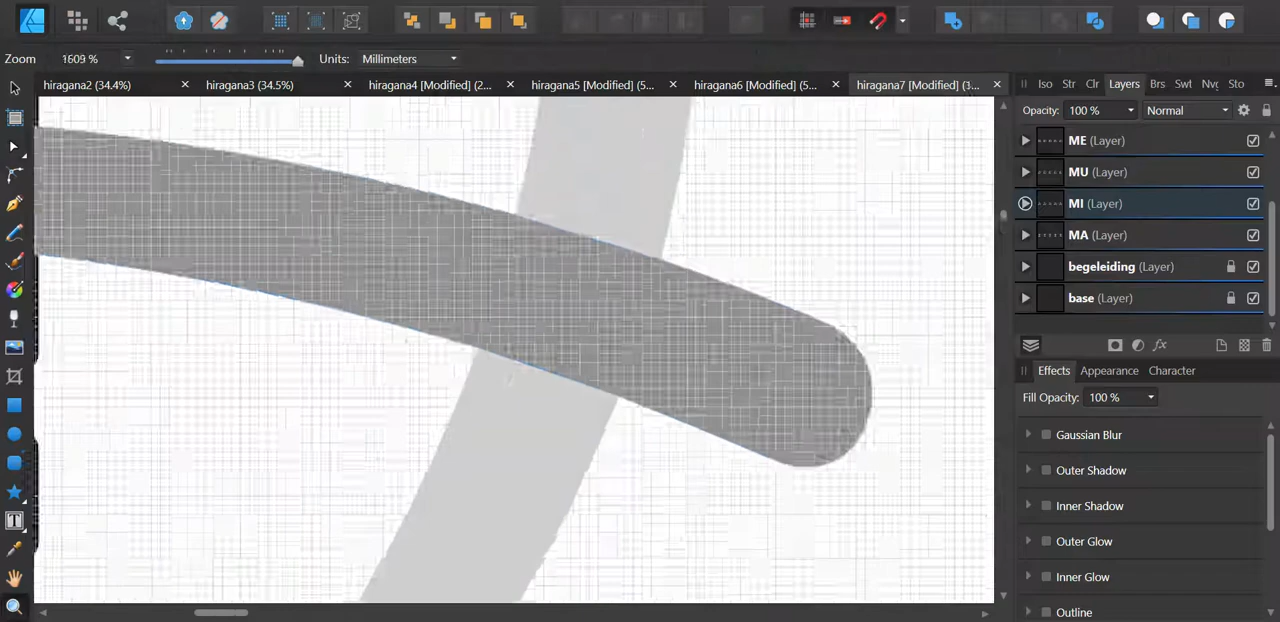 Zoom 1609 % Units: Millimeters
hiragana2 (34.4%) hiragana3 (34.5%) hiragana4 [Modified] (2... hiragana5 [Modified] (5... hiragana6 [Modified] (5... hiragana7 [Modified] (1...
Iso Str Clr Layers Brs Swt Nvg Sto
Opacity: 100 % Normal
ME (Layer)
MU (Layer)
MI (Layer)
MA (Layer)
begeleiding (Layer)
base (Layer)
fx
Effects Appearance Character
Fill Opacity: 100 %
Gaussian Blur
Outer Shadow
Inner Shadow
Outer Glow
Inner Glow
Outline
T